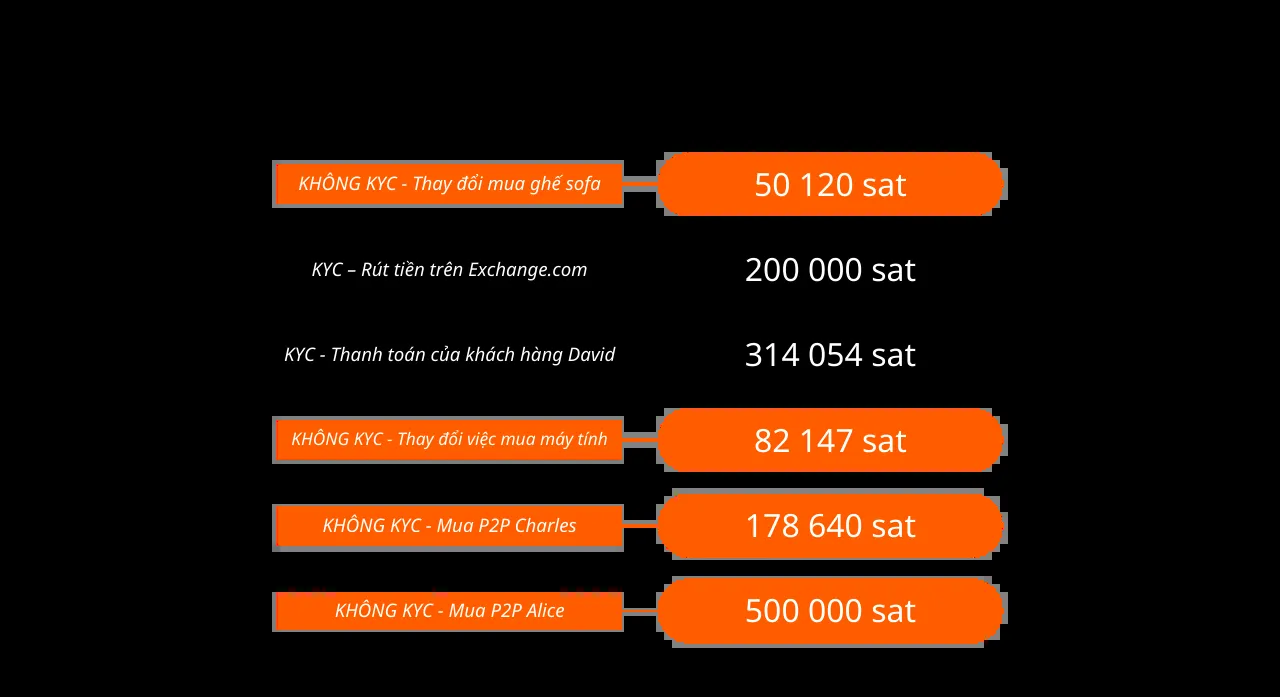 KHÔNG KYC - Thay đổi mua ghế sofa
50 120 sat
KYC – Rút tiền trên Exchange.com
200 000 sat
KYC - Thanh toán của khách hàng David
314 054 sat
KHÔNG KYC - Thay đổi việc mua máy tính
82 147 sat
KHÔNG KYC - Mua P2P Charles
178 640 sat
KHÔNG KYC - Mua P2P Alice
500 000 sat